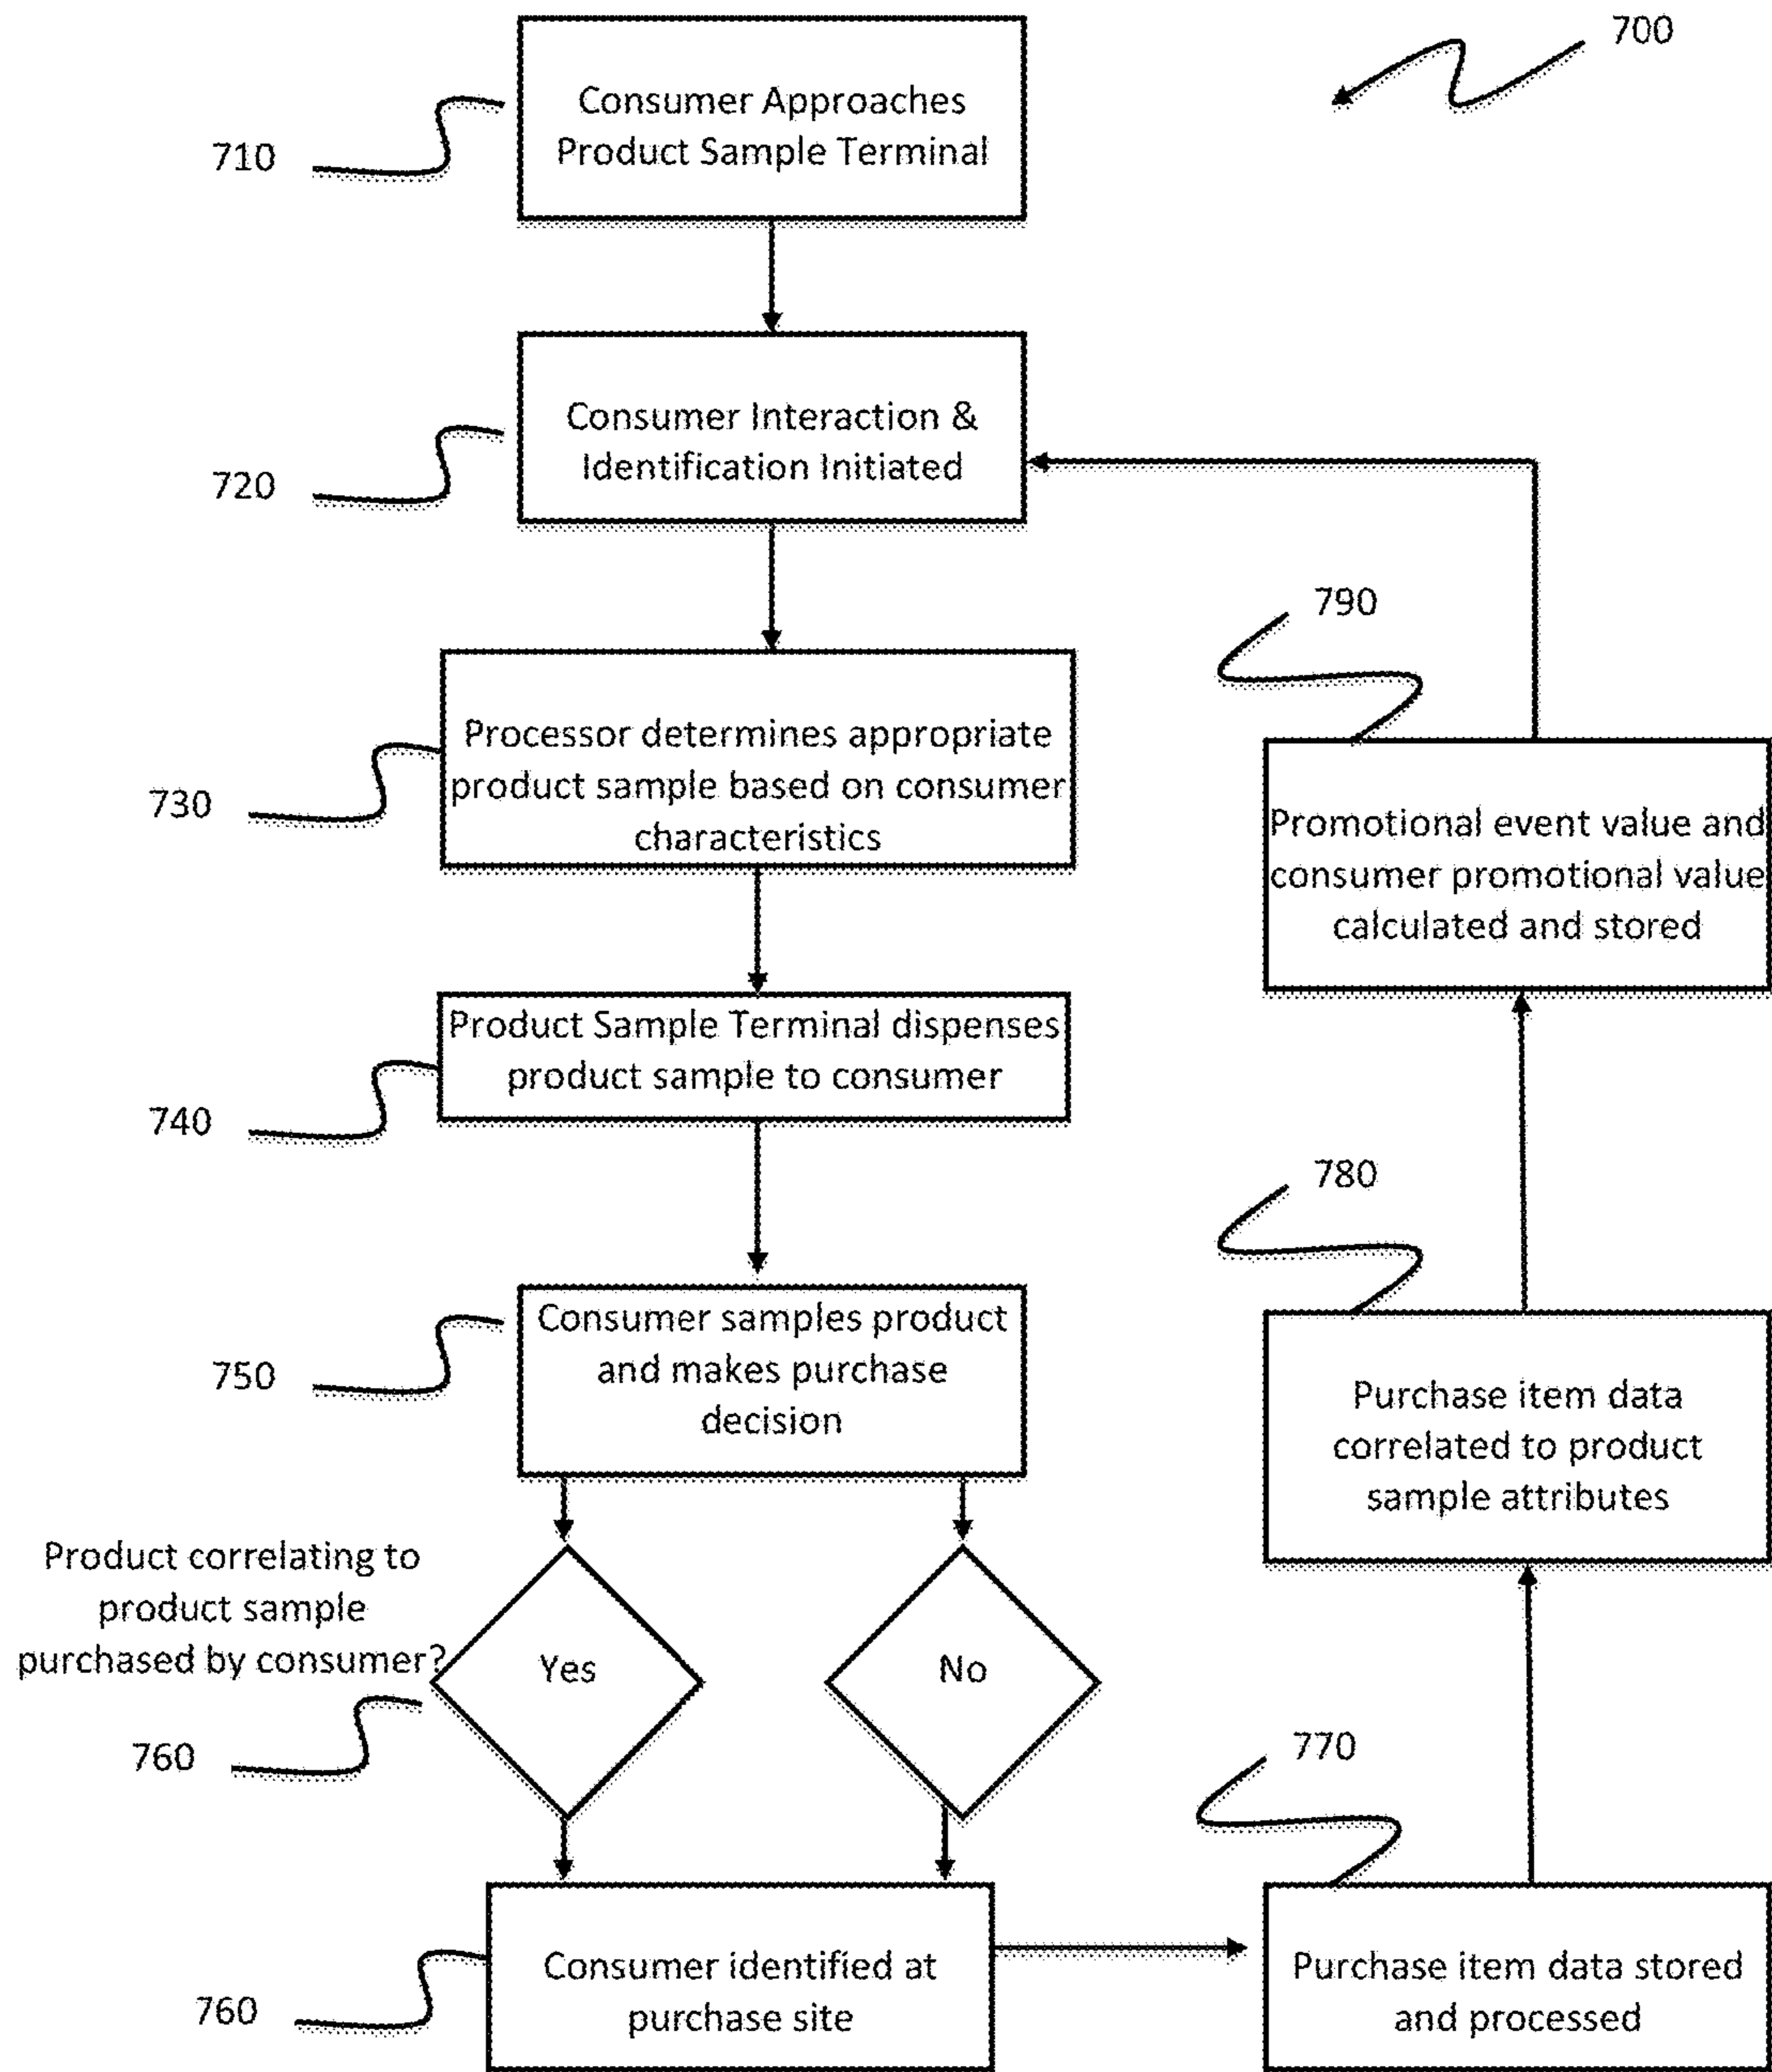 700
Consumer Approaches
Product Sample Terminal
710
Consumer Interaction &
Identification Initiated
720
Processor determines appropriate
product sample based on consumer
characteristics
730
Product Sample Terminal dispenses
product sample to consumer
740
Consumer samples product
and makes purchase
decision
750
Product correlating to
product sample
purchased by consumer?
760
Yes
No
Consumer identified at
purchase site
760
770
Purchase item data stored
and processed
780
Purchase item data
correlated to product
sample attributes
790
Promotional event value and
consumer promotional value
calculated and stored